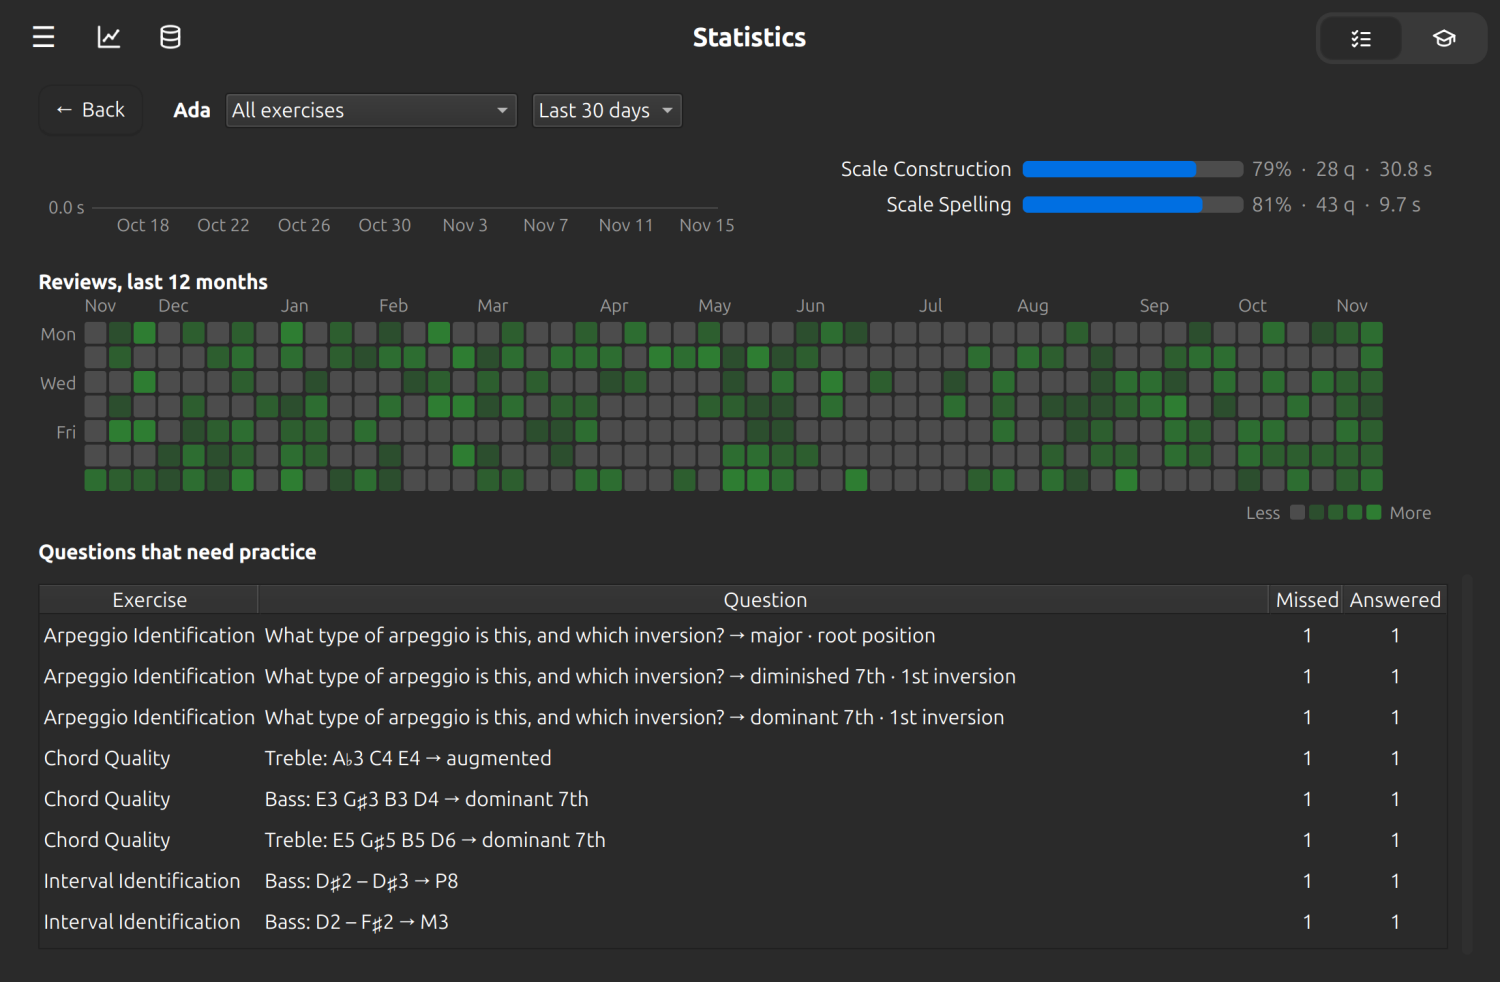 Statistics
← Back Ada All exercises Last 30 days
Scale Construction 79% · 28 q · 30.8 s
Scale Spelling 81% · 43 q · 9.7 s
0.0 s
Oct 18 Oct 22 Oct 26 Oct 30 Nov 3 Nov 7 Nov 11 Nov 15
Reviews, last 12 months
Nov Dec Jan Feb Mar Apr May Jun Jul Aug Sep Oct Nov
Mon
Wed
Fri
Less More
Questions that need practice
Exercise Question Missed Answered
Arpeggio Identification What type of arpeggio is this, and which inversion? → major · root position 1 1
Arpeggio Identification What type of arpeggio is this, and which inversion? → diminished 7th · 1st inversion 1 1
Arpeggio Identification What type of arpeggio is this, and which inversion? → dominant 7th · 1st inversion 1 1
Chord Quality Treble: A♭3 C4 E4 → augmented 1 1
Chord Quality Bass: E3 G♯3 B3 D4 → dominant 7th 1 1
Chord Quality Treble: E5 G♯5 B5 D6 → dominant 7th 1 1
Interval Identification Bass: D♯2 – D♯3 → P8 1 1
Interval Identification Bass: D2 – F♯2 → M3 1 1